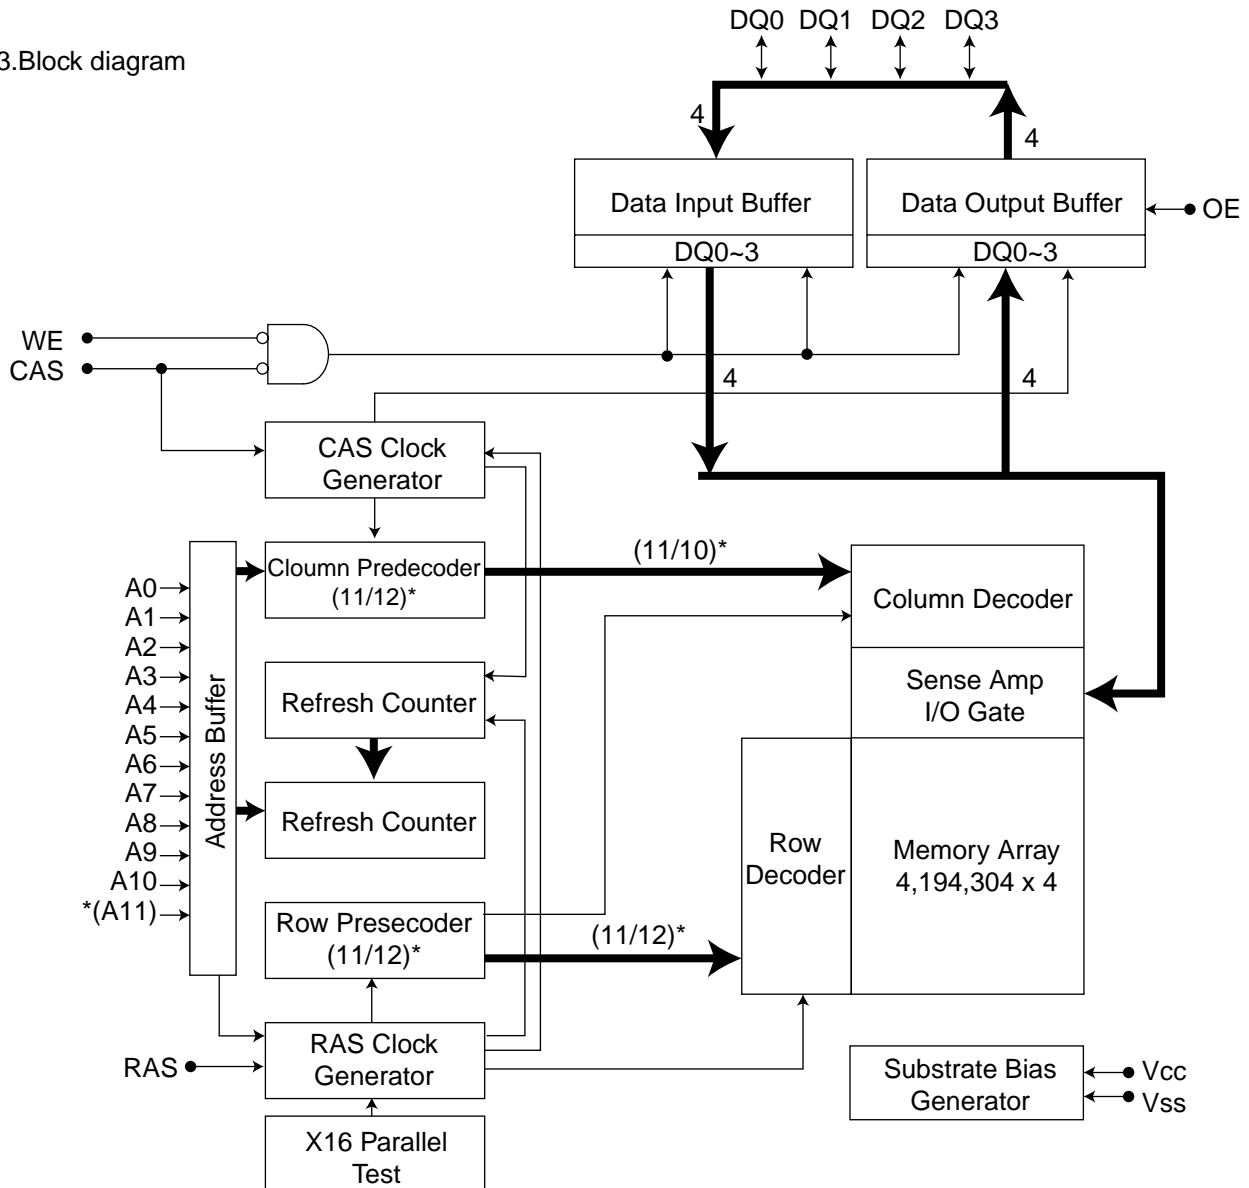 3.Block diagram
DQ0 DQ1 DQ2 DQ3
4
4
Data Input Buffer
DQ0~3
Data Output Buffer
DQ0~3
OE
WE
CAS
4
4
CAS Clock
Generator
Cloumn Predecoder
(11/12)*
(11/10)*
Column Decoder
A0
A1
A2
A3
A4
A5
A6
A7
A8
A9
A10
*(A11)
Address Buffer
Refresh Counter
Refresh Counter
Sense Amp
I/O Gate
Row
Decoder
Memory Array
4,194,304 x 4
Row Presecoder
(11/12)*
(11/12)*
RAS
RAS Clock
Generator
Substrate Bias
Generator
Vcc
Vss
X16 Parallel
Test